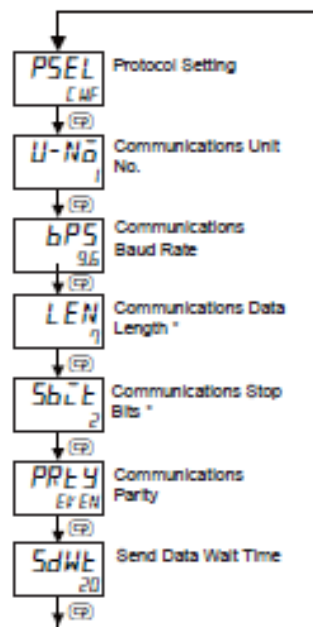 PSEL
CWF
Protocol Setting
U-No
1
Communications Unit
No.
bPS
9.6
Communications
Baud Rate
LEN
7
Communications Data
Length *
SbIt
2
Communications Stop
Bits *
PRtY
EVEN
Communications
Parity
SdWt
20
Send Data Wait Time